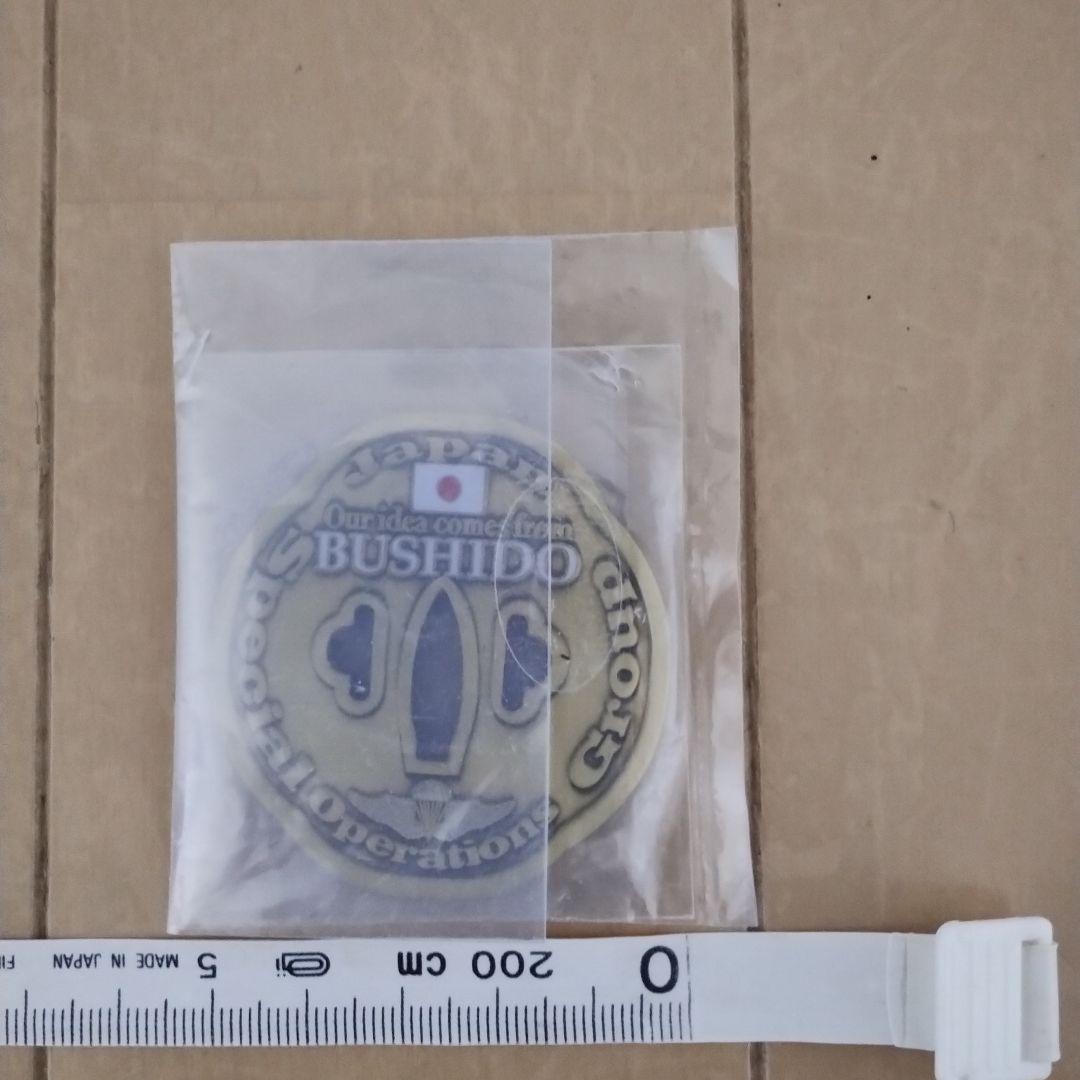 Japan
Our idea comes from
BUSHIDO
Special Operations
Group
0
200 cm
5
MADE IN JAPAN